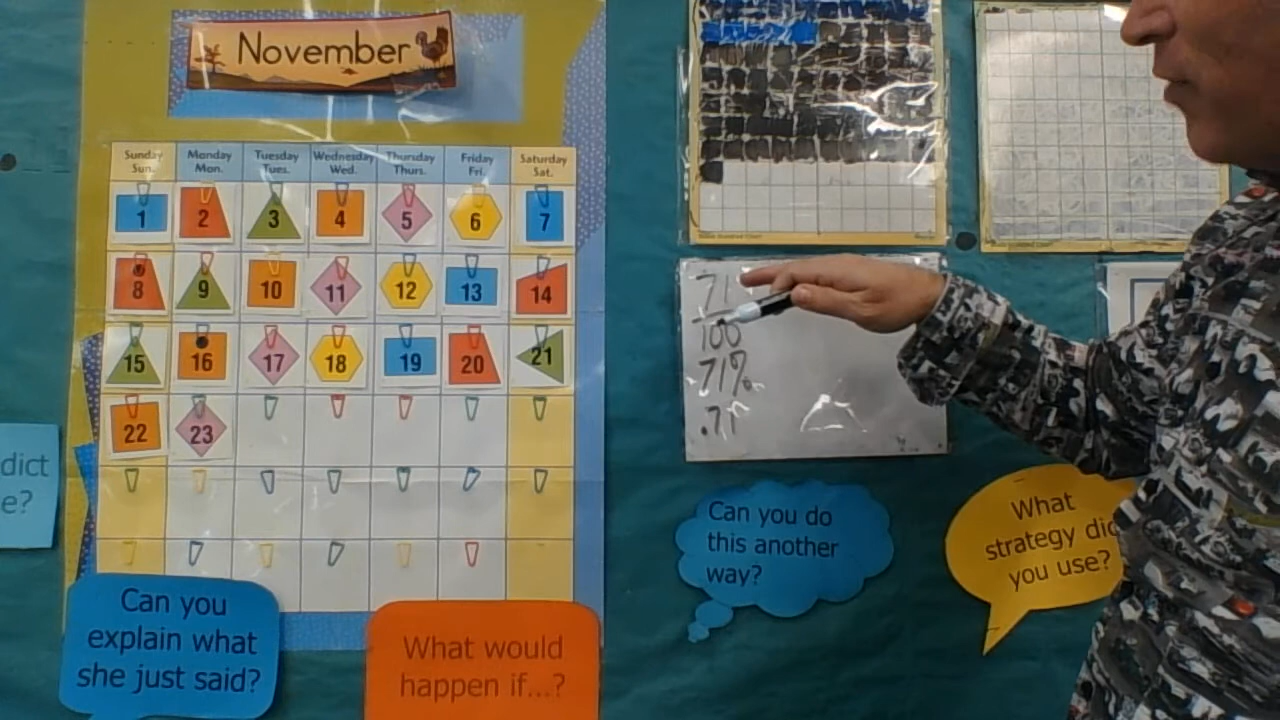 November
Sunday Sun. Monday Mon. Tuesday Tues. Wednesday Wed. Thursday Thurs. Friday Fri. Saturday Sat.
1 2 3 4 5 6 7
8 9 10 11 12 13 14
15 16 17 18 19 20 21
22 23
71
100
71%
.71
dict
e?
Can you do
this another
way?
What
strategy did
you use?
Can you
explain what
she just said?
What would
happen if...?